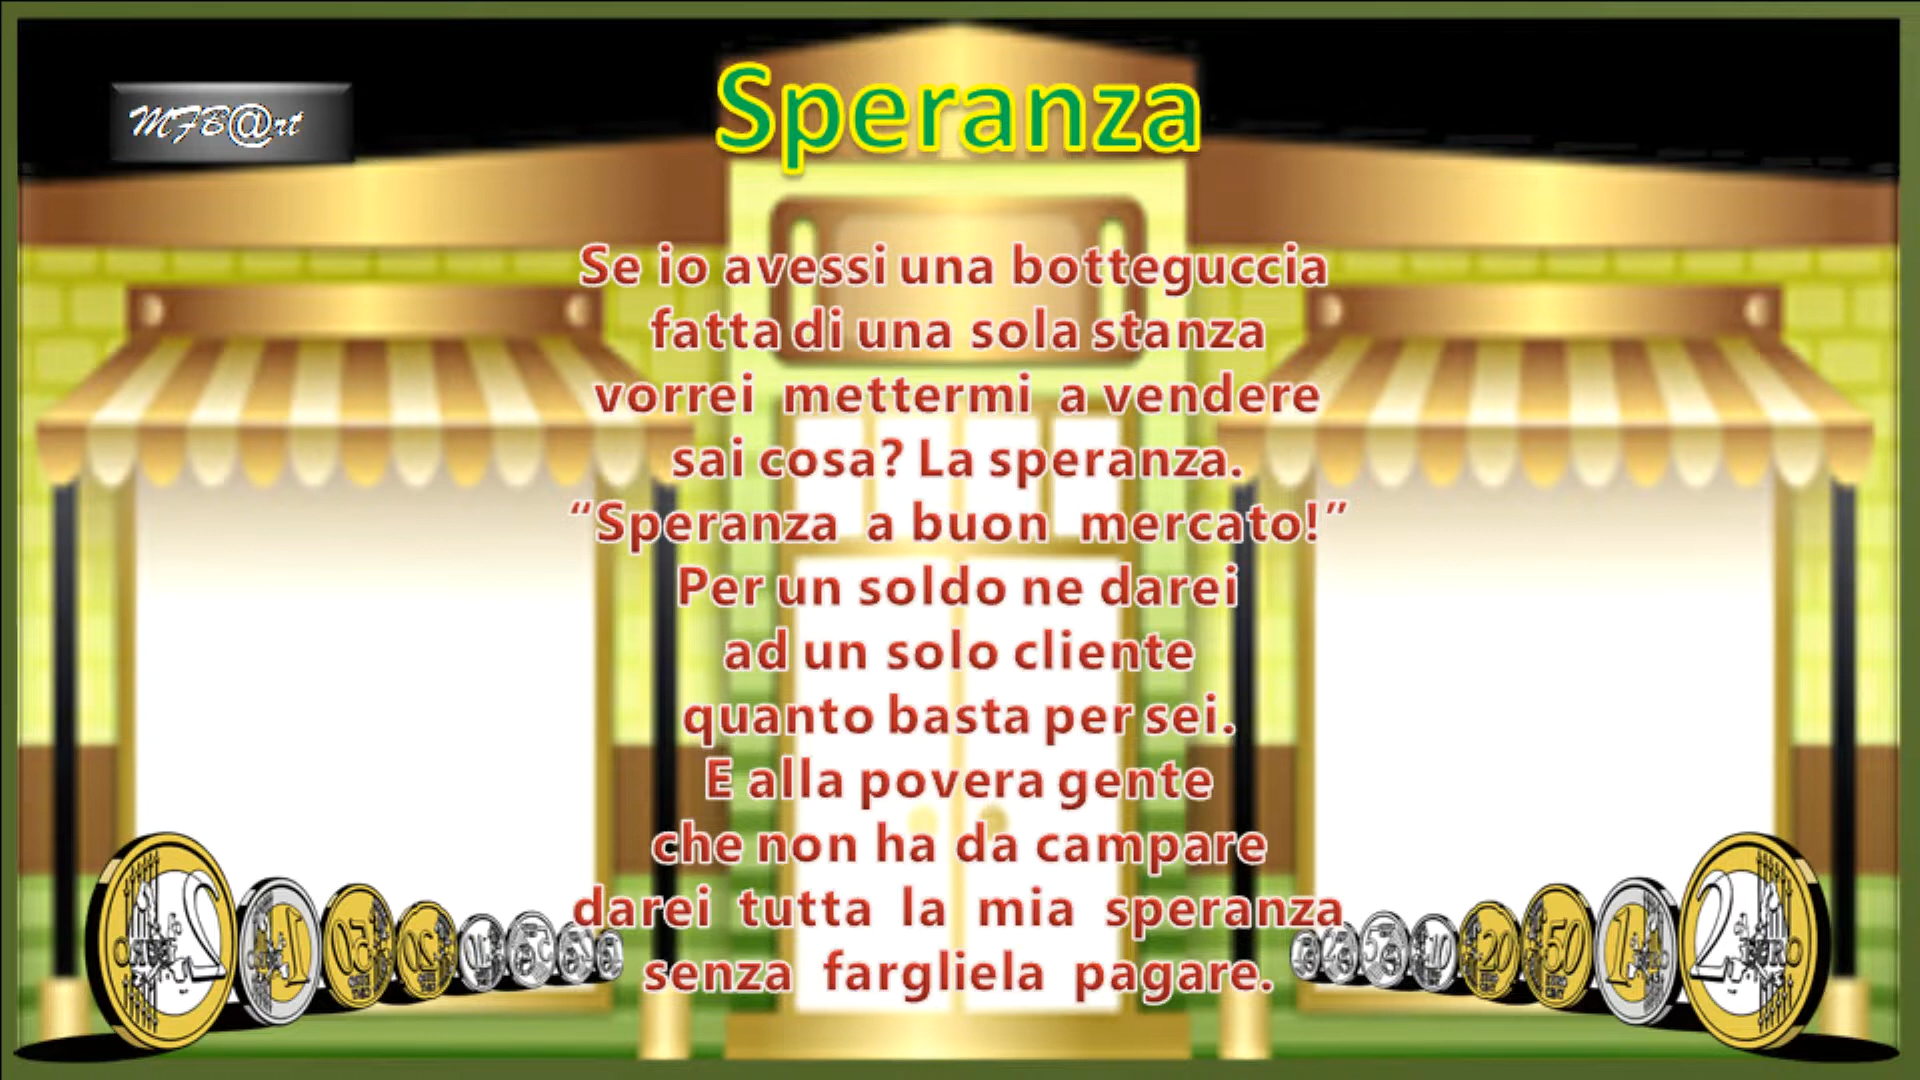 MFB@rt
Speranza
Se io avessi una botteguccia
fatta di una sola stanza
vorrei mettermi a vendere
sai cosa? La speranza.
“Speranza a buon mercato!”
Per un soldo ne darei
ad un solo cliente
quanto basta per sei.
E alla povera gente
che non ha da campare
darei tutta la mia speranza
senza fargliela pagare.